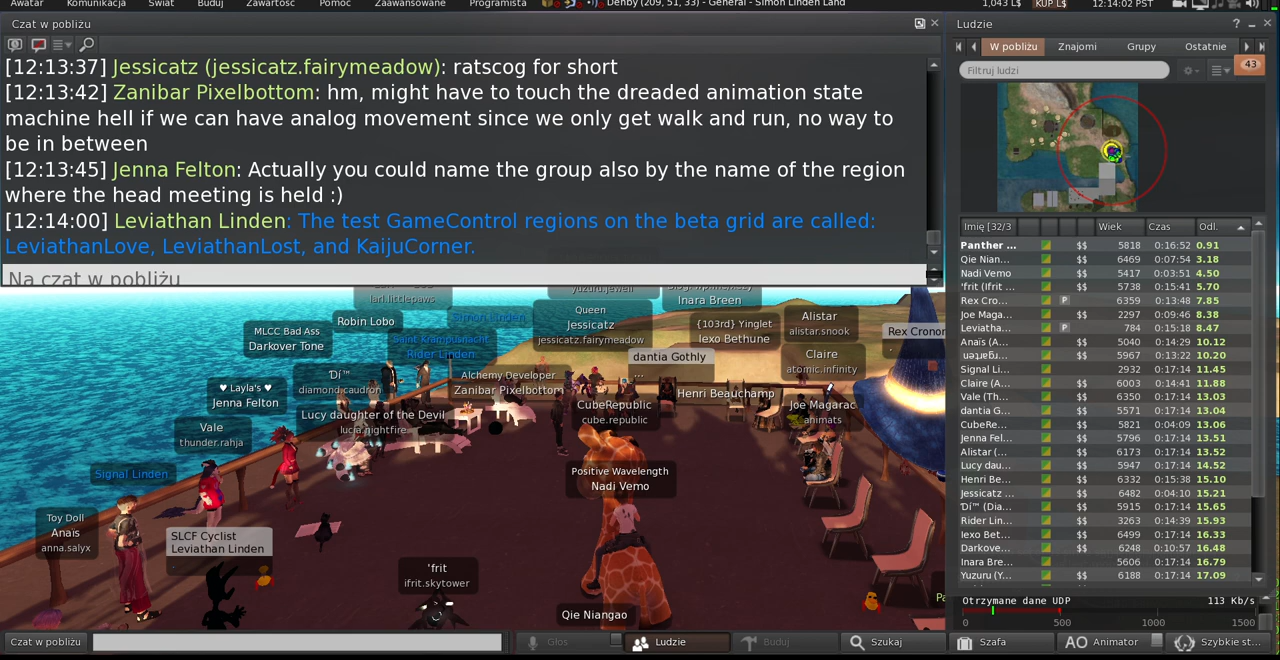 Awatar Komunikacja Świat Buduj Zawartość Pomoc Zaawansowane Programista Denby (209, 51, 33) - General - Simon Linden Land 1,043 L$ KUP L$ 12:14:02 PST
Czat w pobliżu
[12:13:37] Jessicatz (jessicatz.fairymeadow): ratscog for short
[12:13:42] Zanibar Pixelbottom: hm, might have to touch the dreaded animation state
machine hell if we can have analog movement since we only get walk and run, no way to
be in between
[12:13:45] Jenna Felton: Actually you could name the group also by the name of the region
where the head meeting is held :)
[12:14:00] Leviathan Linden: The test GameControl regions on the beta grid are called:
LeviathanLove, LeviathanLost, and KaijuCorner.
Na czat w pobliżu
lari.littlepaws
yuzuru.jewell
Inara Breen
Robin Lobo
Simon Linden
Queen
Jessicatz
jessicatz.fairymeadow
{103rd} Yinglet
Iexo Bethune
Alistar
alistar.snook
Rex Cronon
MLCC Bad Ass
Darkover Tone
Saint Krampusnacht
Rider Linden
dantia Gothly
...
Claire
atomic.infinity
Ɗí™
diamond.caudron
Alchemy Developer
Zanibar Pixelbottom
Henri Beauchamp
♥ Layla's ♥
Jenna Felton
Lucy daughter of the Devil
lucia.nightfire
CubeRepublic
cube.republic
Joe Magarac
animats
Vale
thunder.rahja
Signal Linden
Positive Wavelength
Nadi Vemo
Toy Doll
Anaïs
anna.salyx
SLCF Cyclist
Leviathan Linden
'frit
ifrit.skytower
Qie Niangao
Czat w pobliżu Głos Ludzie Buduj Szukaj
Ludzie
W pobliżu Znajomi Grupy Ostatnie
Filtruj ludzi
43
Imię [32/3 Wiek Czas Odl.
Panther ... $$ 5818 0:16:52 0.91
Qie Nian... $$ 6469 0:07:54 3.18
Nadi Vemo $$ 5417 0:03:51 4.50
'frit (Ifrit ... $$ 5738 0:15:41 5.70
Rex Cro... P 6359 0:13:48 7.85
Joe Maga... $$ 2297 0:09:46 8.38
Leviatha... P 784 0:15:18 8.47
Anaïs (A... $$ 5040 0:14:29 10.12
$$ 5967 0:13:22 10.20
Signal Li... 2932 0:17:14 11.45
Claire (A... $$ 6003 0:14:41 11.88
Vale (Th... $$ 6350 0:17:14 13.03
dantia G... $$ 5571 0:17:14 13.04
CubeRe... $$ 5821 0:04:09 13.06
Jenna Fel... $$ 5796 0:17:14 13.51
Alistar (... $$ 6173 0:17:14 13.52
Lucy dau... $$ 5947 0:17:14 14.52
Henri Be... $$ 6332 0:15:38 15.10
Jessicatz ... $$ 6482 0:04:10 15.21
Ɗí™ (Dia... $$ 5915 0:17:14 15.65
Rider Lin... $$ 3263 0:14:39 15.93
Iexo Bet... $$ 6499 0:17:14 16.33
Darkove... $$ 6248 0:10:57 16.48
Inara Bre... 5606 0:17:14 16.79
Yuzuru (Y... $$ 6188 0:17:14 17.09
Otrzymane dane UDP 113 Kb/s
0 500 1000 1500
Szafa AO Animator Szybkie st...